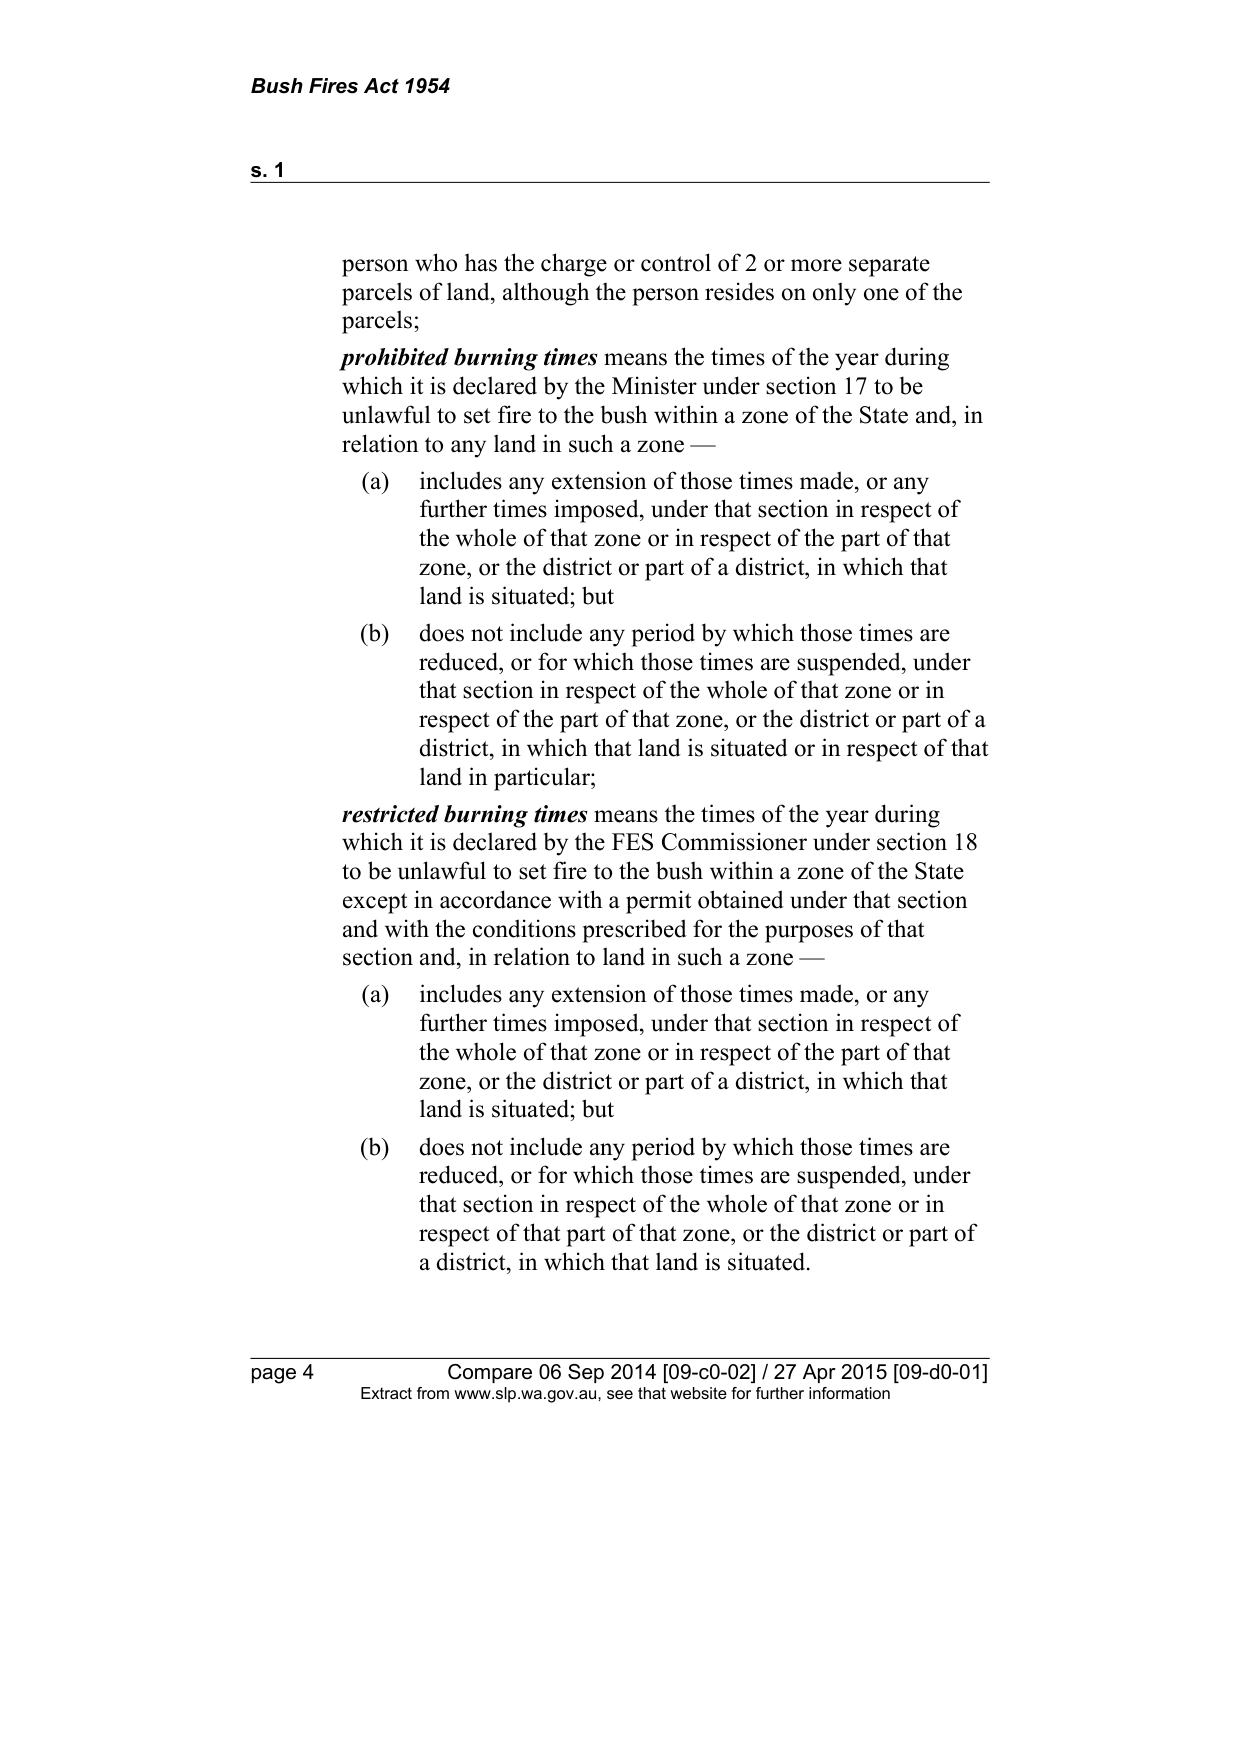 Bush Fires Act 1954
s. 1
person who has the charge or control of 2 or more separate
parcels of land, although the person resides on only one of the
parcels;
prohibited burning times means the times of the year during
which it is declared by the Minister under section 17 to be
unlawful to set fire to the bush within a zone of the State and, in
relation to any land in such a zone —
(a) includes any extension of those times made, or any
further times imposed, under that section in respect of
the whole of that zone or in respect of the part of that
zone, or the district or part of a district, in which that
land is situated; but
(b) does not include any period by which those times are
reduced, or for which those times are suspended, under
that section in respect of the whole of that zone or in
respect of the part of that zone, or the district or part of a
district, in which that land is situated or in respect of that
land in particular;
restricted burning times means the times of the year during
which it is declared by the FES Commissioner under section 18
to be unlawful to set fire to the bush within a zone of the State
except in accordance with a permit obtained under that section
and with the conditions prescribed for the purposes of that
section and, in relation to land in such a zone —
(a) includes any extension of those times made, or any
further times imposed, under that section in respect of
the whole of that zone or in respect of the part of that
zone, or the district or part of a district, in which that
land is situated; but
(b) does not include any period by which those times are
reduced, or for which those times are suspended, under
that section in respect of the whole of that zone or in
respect of that part of that zone, or the district or part of
a district, in which that land is situated.
page 4 Compare 06 Sep 2014 [09-c0-02] / 27 Apr 2015 [09-d0-01]
Extract from www.slp.wa.gov.au, see that website for further information